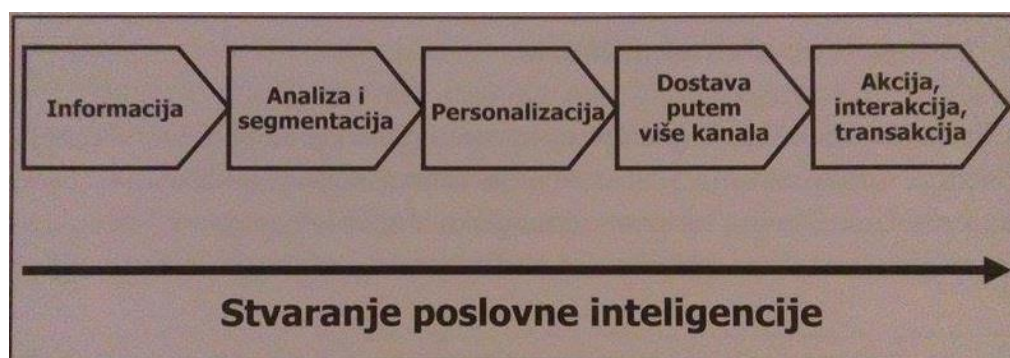 Informacija
Analiza i
segmentacija
Personalizacija
Dostava
putem
više kanala
Akcija,
interakcija,
transakcija
Stvaranje poslovne inteligencije